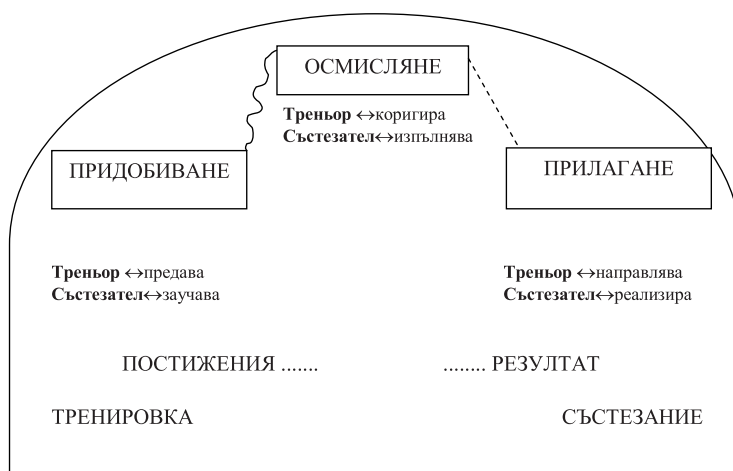 ОСМИСЛЯНЕ
Треньор ↔коригира
Състезател↔изпълнява
ПРИДОБИВАНЕ
ПРИЛАГАНЕ
Треньор ↔предава
Състезател↔заучава
Треньор ↔направлява
Състезател↔реализира
ПОСТИЖЕНИЯ ....... ........ РЕЗУЛТАТ
ТРЕНИРОВКА СЪСТЕЗАНИЕ